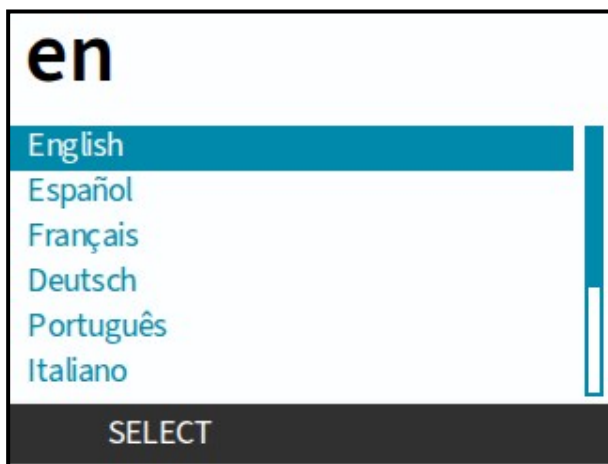 en
English
Español
Français
Deutsch
Português
Italiano
SELECT